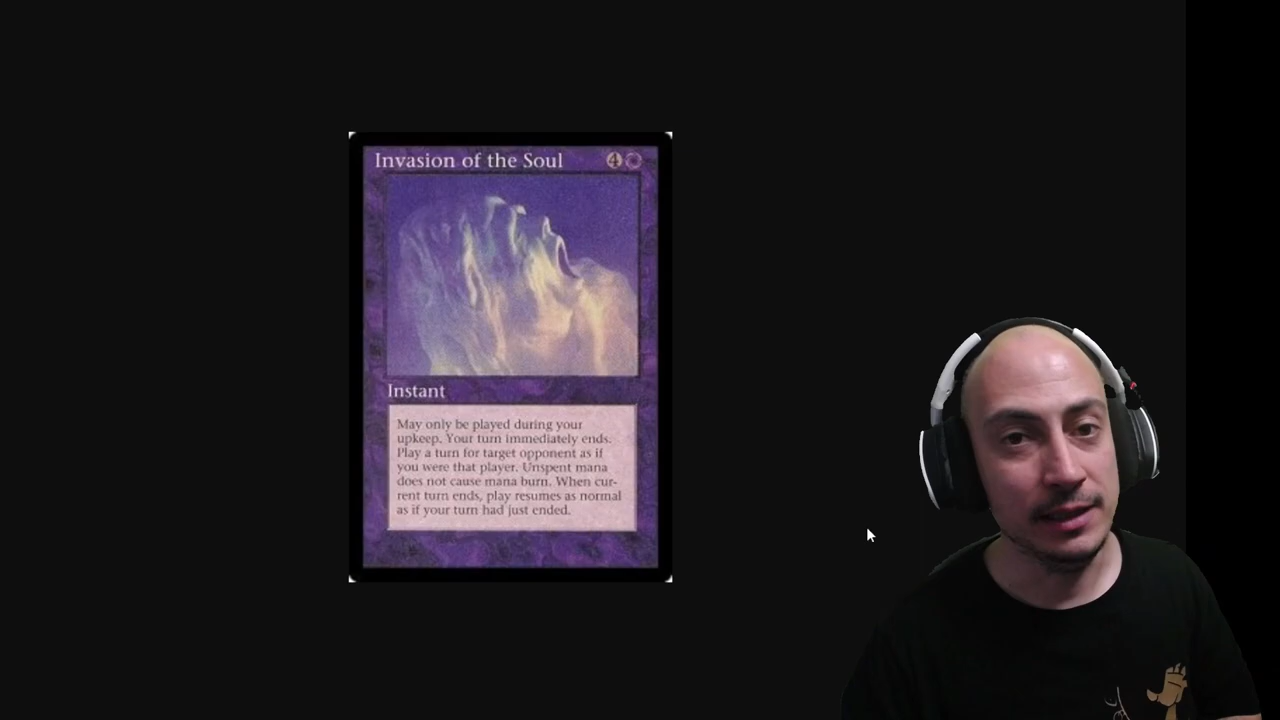 Invasion of the Soul 4
Instant
May only be played during your
upkeep. Your turn immediately ends.
Play a turn for target opponent as if
you were that player. Unspent mana
does not cause mana burn. When cur-
rent turn ends, play resumes as normal
as if your turn had just ended.